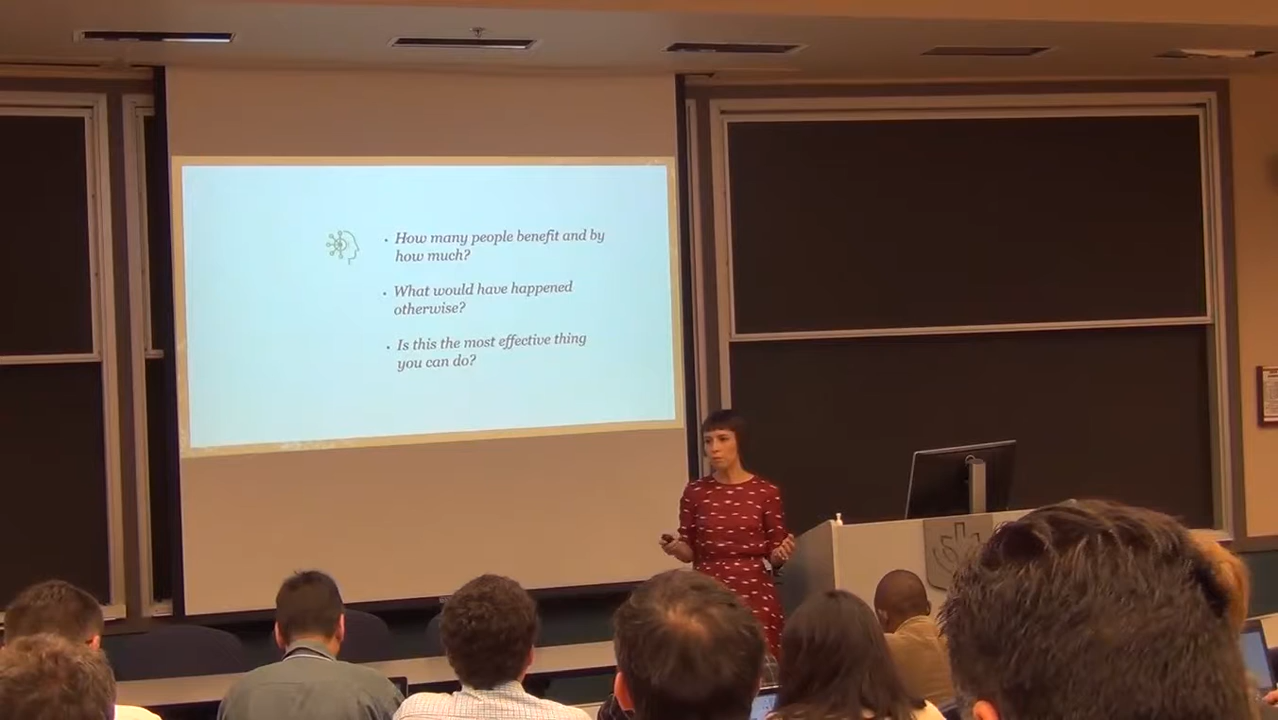 • How many people benefit and by
how much?
• What would have happened
otherwise?
• Is this the most effective thing
you can do?